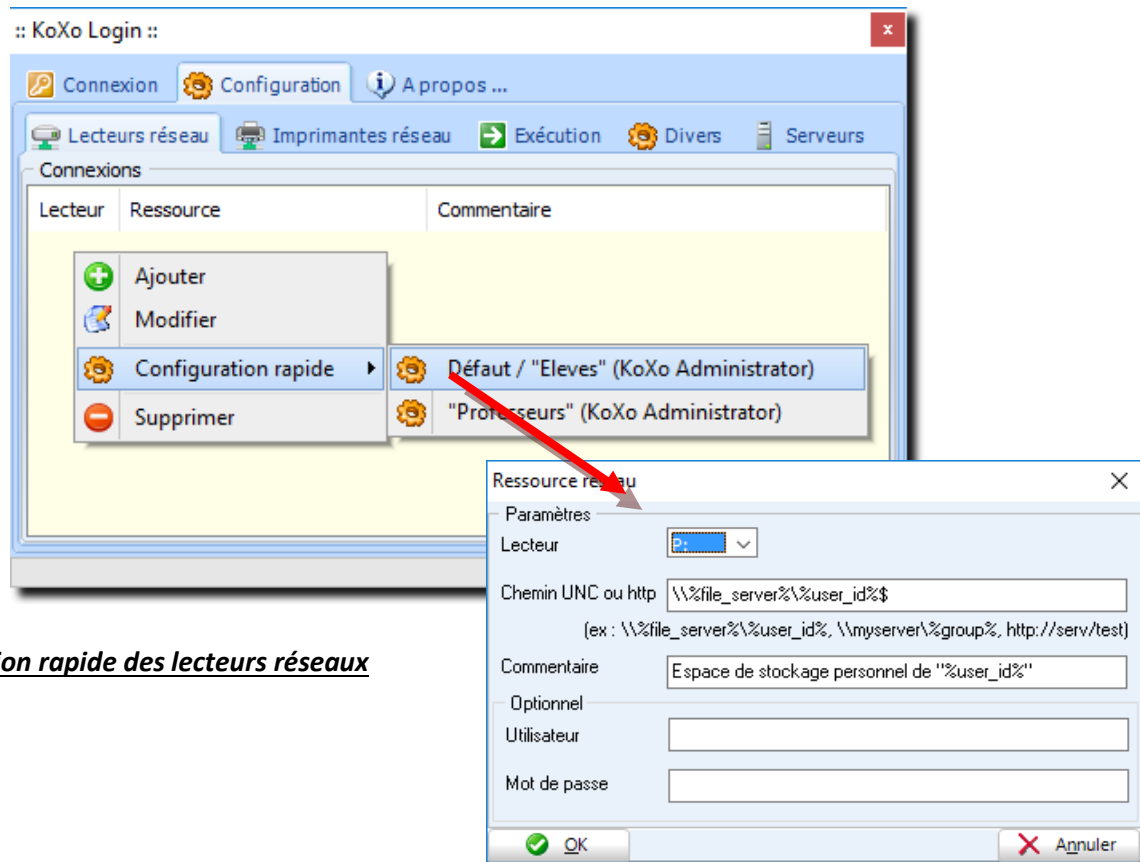 :: KoXo Login ::
x
Connexion Configuration A propos ...
Lecteurs réseau Imprimantes réseau Exécution Divers Serveurs
Connexions
Lecteur Ressource Commentaire
Ajouter
Modifier
Configuration rapide Défaut / "Eleves" (KoXo Administrator)
Supprimer "Professeurs" (KoXo Administrator)
Ressource réseau
Paramètres
Lecteur P:
Chemin UNC ou http \\%file_server%\%user_id%$
(ex : \\%file_server%\%user_id%, \\myserver\%group%, http://serv/test)
ion rapide des lecteurs réseaux
Commentaire Espace de stockage personnel de "%user_id%"
Optionnel
Utilisateur
Mot de passe
OK Annuler